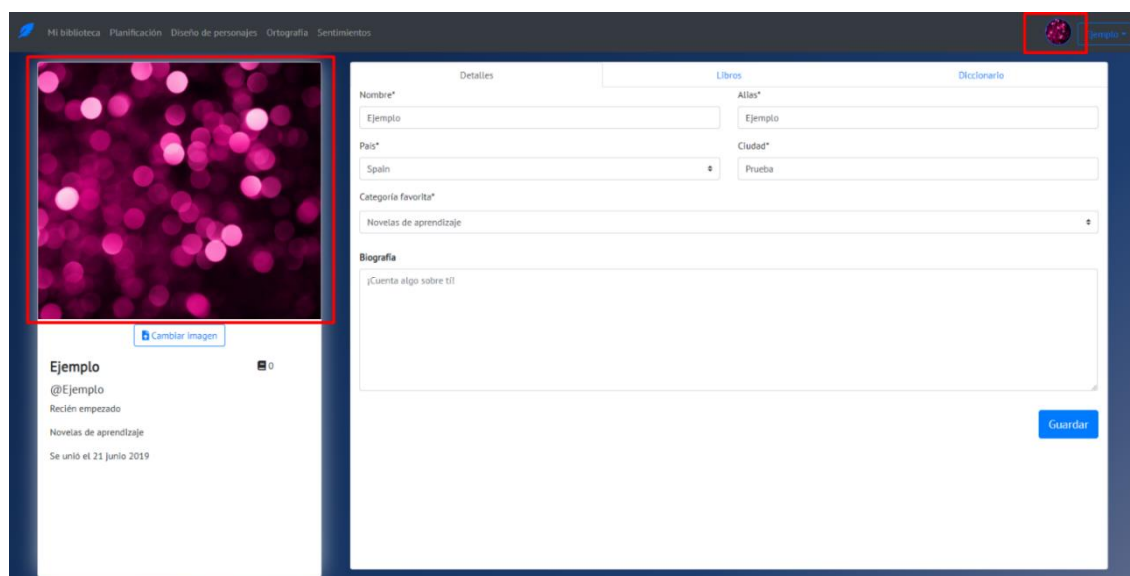 Mi biblioteca Planificación Diseño de personajes Ortografía Sentimientos
Ejemplo
Cambiar imagen
Ejemplo
0
@Ejemplo
Recién empezado
Novelas de aprendizaje
Se unió el 21 junio 2019
Detalles Libros Diccionario
Nombre* Alias*
Ejemplo Ejemplo
País* Ciudad*
Spain Prueba
Categoría favorita*
Novelas de aprendizaje
Biografía
¡Cuenta algo sobre tí!
Guardar